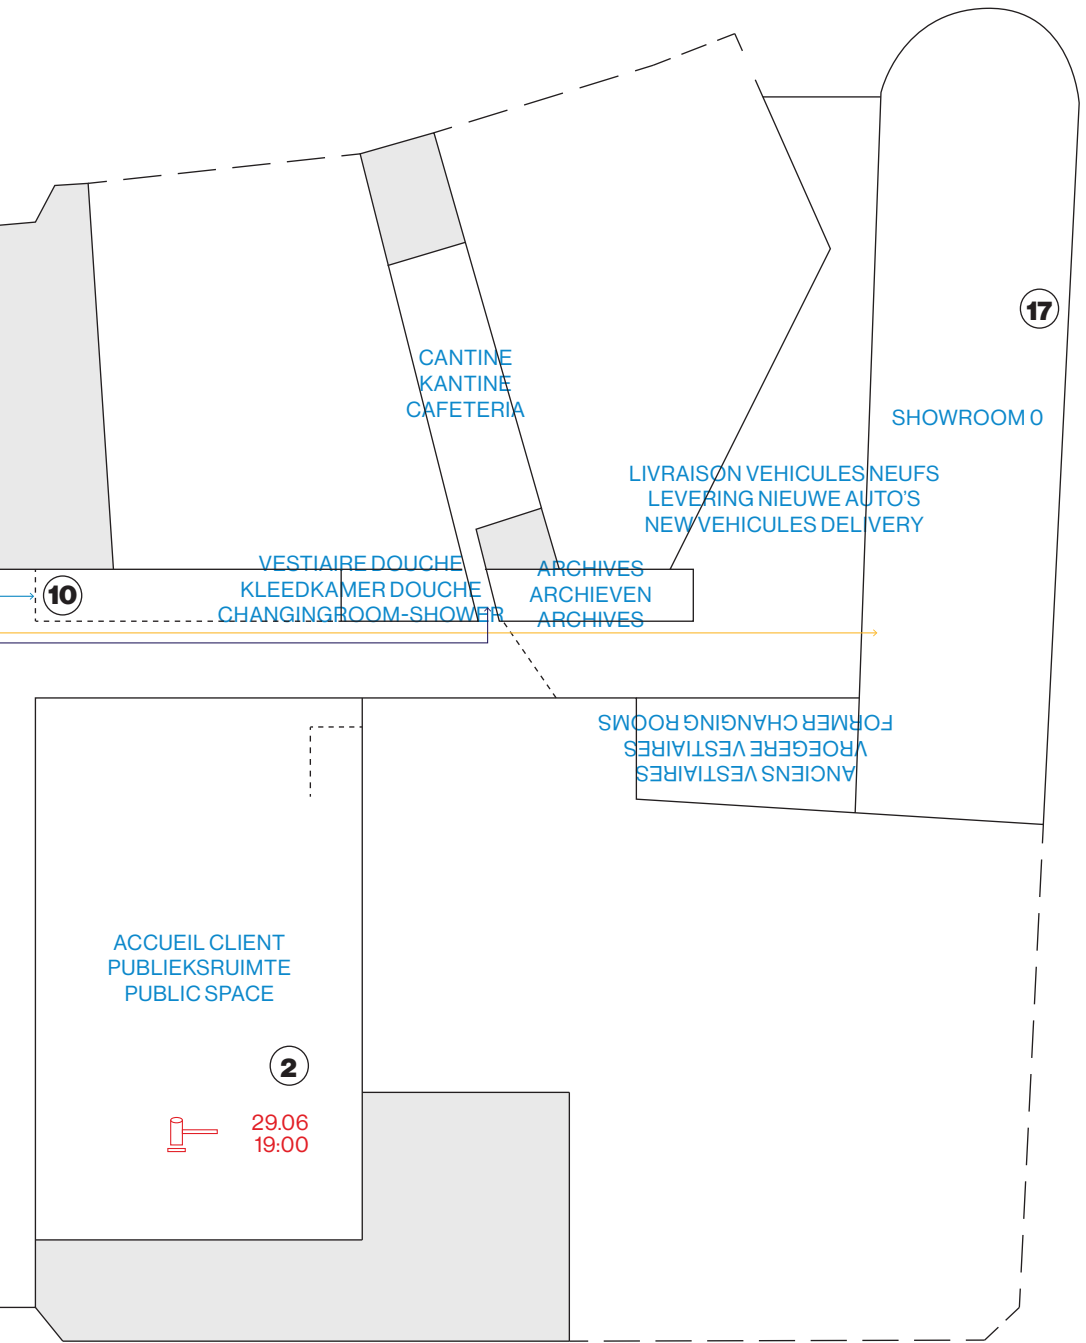 CANTINE
KANTINE
CAFETERIA
17
SHOWROOM 0
LIVRAISON VEHICULES NEUFS
LEVERING NIEUWE AUTO'S
NEW VEHICULES DELIVERY
VESTIAIRE DOUCHE
KLEEDKAMER DOUCHE
CHANGINGROOM-SHOWER
ARCHIVES
ARCHIEVEN
ARCHIVES
10
ANCIENS VESTIAIRES
VROEGERE VESTIAIRES
FORMER CHANGING ROOMS
ACCUEIL CLIENT
PUBLIEKSRUIMTE
PUBLIC SPACE
2
29.06
19:00